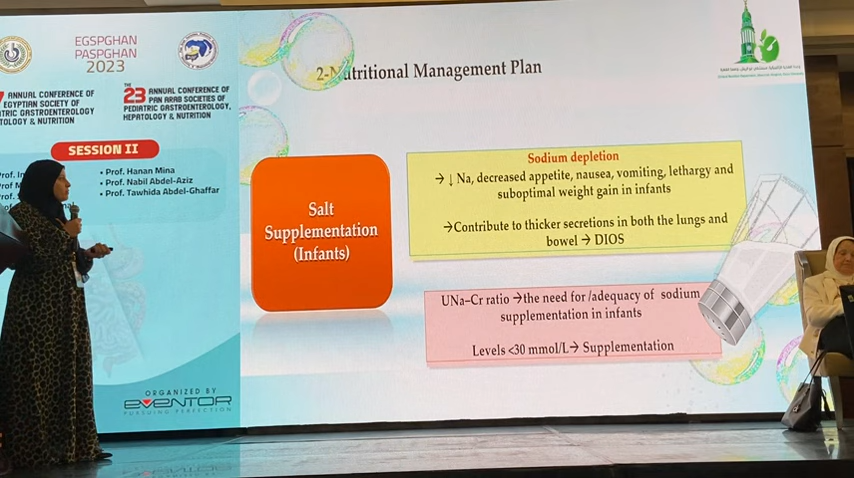 EGSPGHAN
PASPGHAN
2023
ANNUAL CONFERENCE OF
EGYPTIAN SOCIETY OF
GASTROENTEROLOGY
& NUTRITION
THE
23 ANNUAL CONFERENCE OF
PAN ARAB SOCIETIES OF
PEDIATRIC GASTROENTEROLOGY,
HEPATOLOGY & NUTRITION
SESSION II
• Prof. Hanan Mina
• Prof. Nabil Abdel-Aziz
• Prof. Tawhida Abdel-Ghaffar
ORGANIZED BY
EVENTOR
PURSUING PERFECTION
2-Nutritional Management Plan
Salt
Supplementation
(Infants)
Sodium depletion
→ ↓ Na, decreased appetite, nausea, vomiting, lethargy and
suboptimal weight gain in infants
→Contribute to thicker secretions in both the lungs and
bowel → DIOS
UNa–Cr ratio →the need for /adequacy of sodium
supplementation in infants
Levels <30 mmol/L→ Supplementation